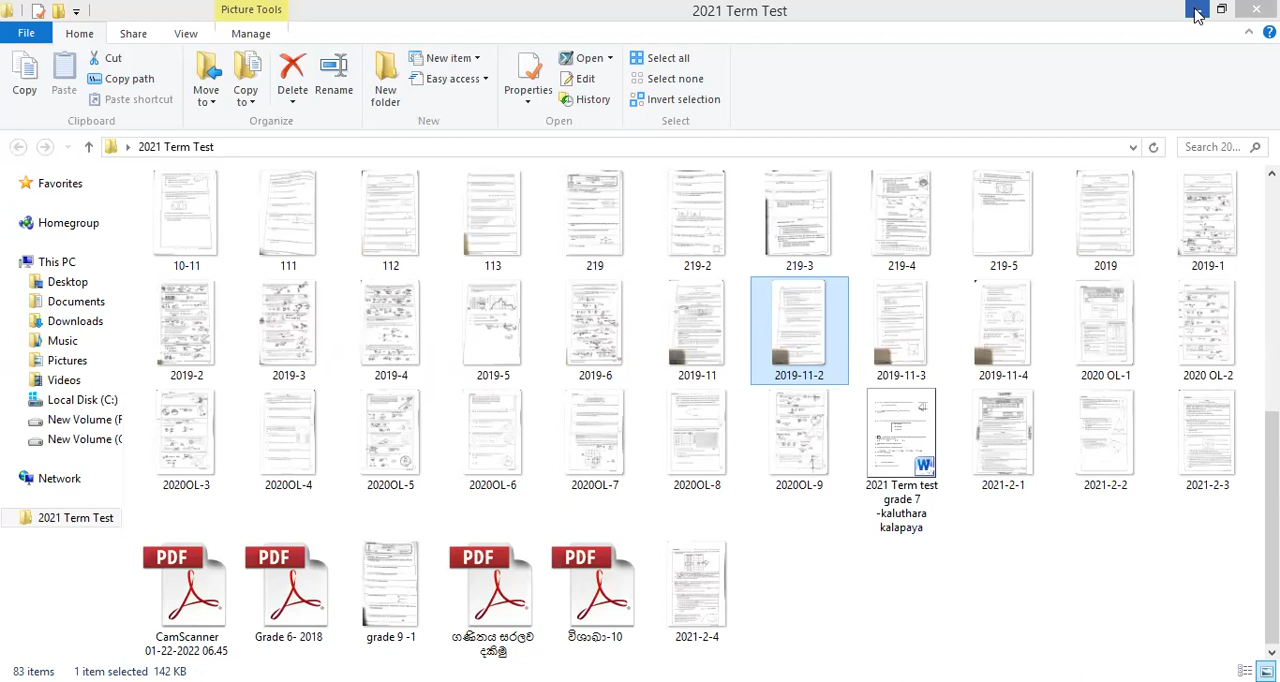 Picture Tools
2021 Term Test
File
Home
Share
View
Manage
Copy
Paste
Cut
Copy path
Paste shortcut
Clipboard
Move to
Copy to
Delete
Rename
Organize
New folder
New item
Easy access
New
Properties
Open
Edit
History
Open
Select all
Select none
Invert selection
Select
2021 Term Test
Search 20...
Favorites
Homegroup
This PC
Desktop
Documents
Downloads
Music
Pictures
Videos
Local Disk (C:)
New Volume (F
New Volume (G
Network
2021 Term Test
10-11
111
112
113
219
219-2
219-3
219-4
219-5
2019
2019-1
2019-2
2019-3
2019-4
2019-5
2019-6
2019-11
2019-11-2
2019-11-3
2019-11-4
2020 OL-1
2020 OL-2
2020OL-3
2020OL-4
2020OL-5
2020OL-6
2020OL-7
2020OL-8
2020OL-9
2021 Term test
grade 7
-kaluthara
kalapaya
2021-2-1
2021-2-2
2021-2-3
PDF
PDF
PDF
PDF
CamScanner
01-22-2022 06.45
Grade 6- 2018
grade 9 -1
ගණිතය සරලව
දකිමු
විශාඛා-10
2021-2-4
83 items
1 item selected 142 KB